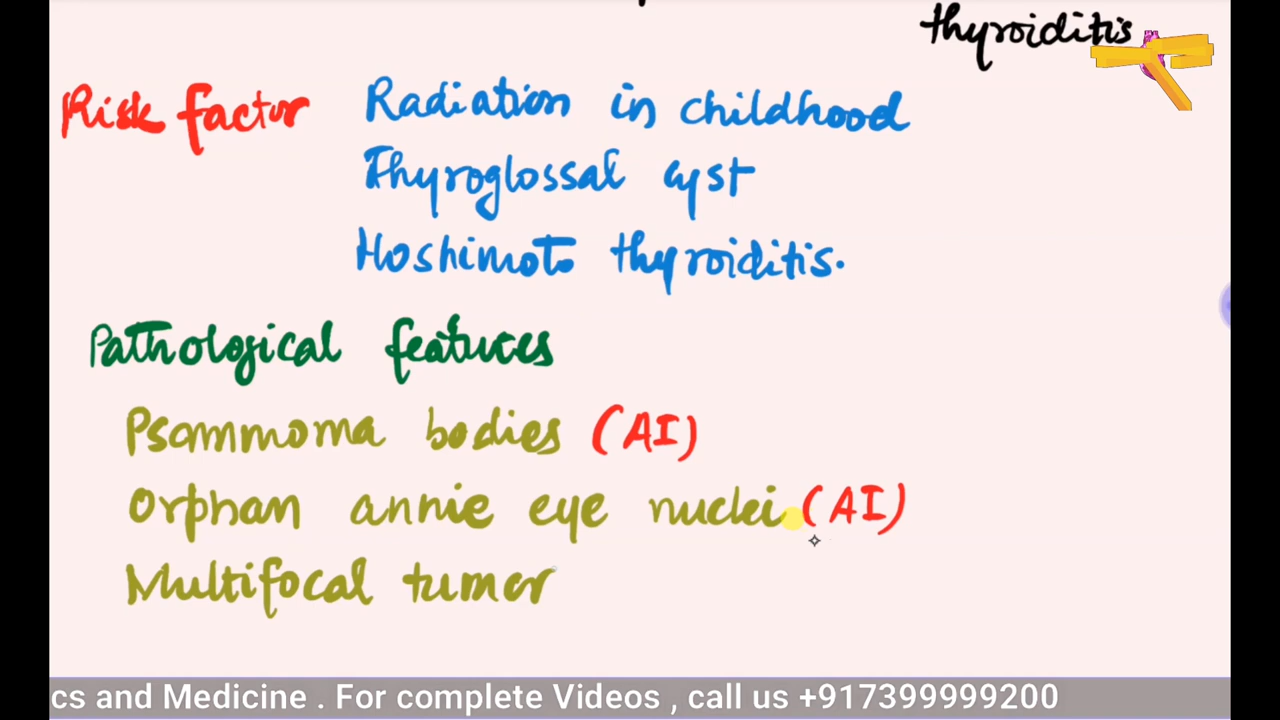 thyroiditis
Risk factor Radiation in childhood
Thyroglossal cyst
Hoshimoto thyroiditis.
Pathological features
Psammoma bodies (AI)
Orphan annie eye nuclei (AI)
Multifocal tumor
cs and Medicine . For complete Videos , call us +917399999200